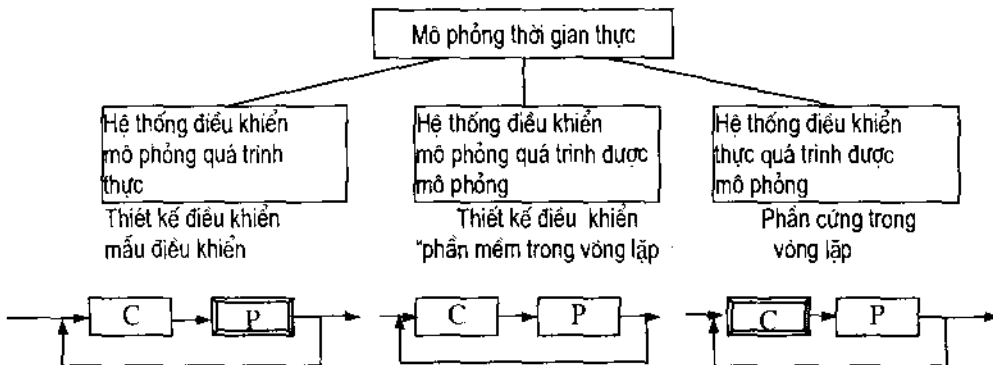 Mô phỏng thời gian thực
Hệ thống điều khiển
mô phỏng quá trình
thực
Thiết kế điều khiển
mẫu điều khiển
Hệ thống điều khiển
mô phỏng quá trình được
mô phỏng
Thiết kế điều khiển
"phần mềm trong vòng lặp
Hệ thống điều khiển
thực quá trình được
mô phỏng
Phần cứng trong
vòng lặp
C P
C P
C P